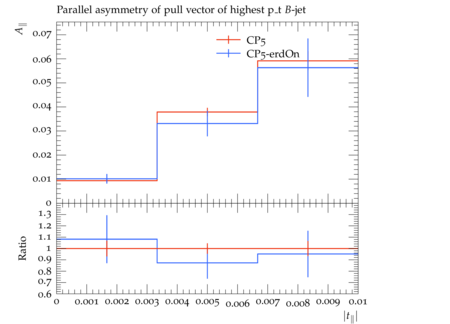 Parallel asymmetry of pull vector of highest p_t B-jet
A∥
CP5
CP5-erdOn
0.07
0.06
0.05
0.04
0.03
0.02
0.01
0
Ratio
1.3
1.2
1.1
1
0.9
0.8
0.7
0.6
0 0.001 0.002 0.003 0.004 0.005 0.006 0.007 0.008 0.009 0.01
|t∥|